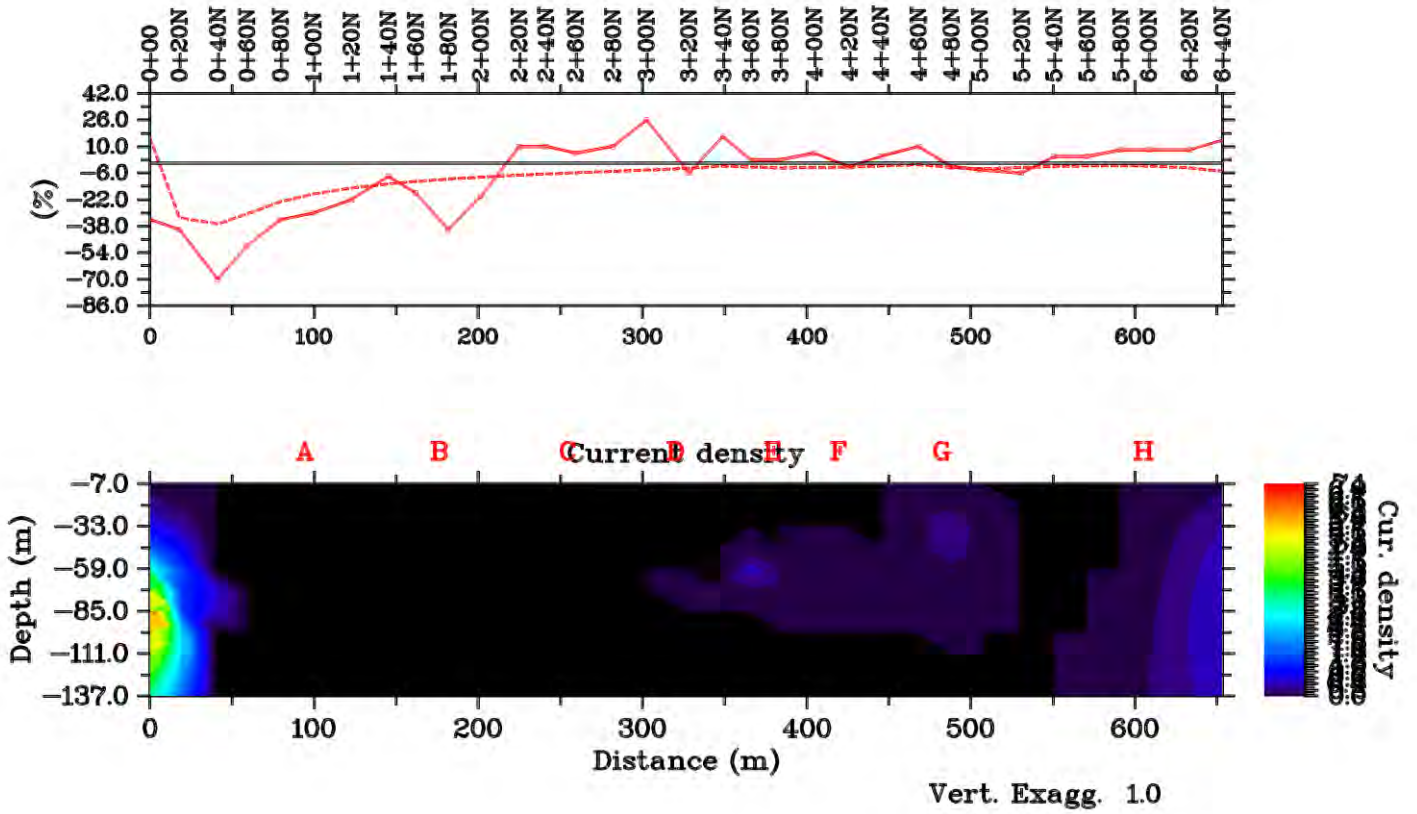 0+00 0+20N 0+40N 0+60N 0+80N 1+00N 1+20N 1+40N 1+60N 1+80N 2+00N 2+20N 2+40N 2+60N 2+80N 3+00N 3+20N 3+40N 3+60N 3+80N 4+00N 4+20N 4+40N 4+60N 4+80N 5+00N 5+20N 5+40N 5+60N 5+80N 6+00N 6+20N 6+40N
42.0
26.0
10.0
−6.0
−22.0
−38.0
−54.0
−70.0
−86.0
(%)
0 100 200 300 400 500 600
A B C D E F G H
Current density
−7.0
−33.0
−59.0
−85.0
−111.0
−137.0
Depth (m)
0 100 200 300 400 500 600
Distance (m)
Cur. density
Vert. Exagg. 1.0